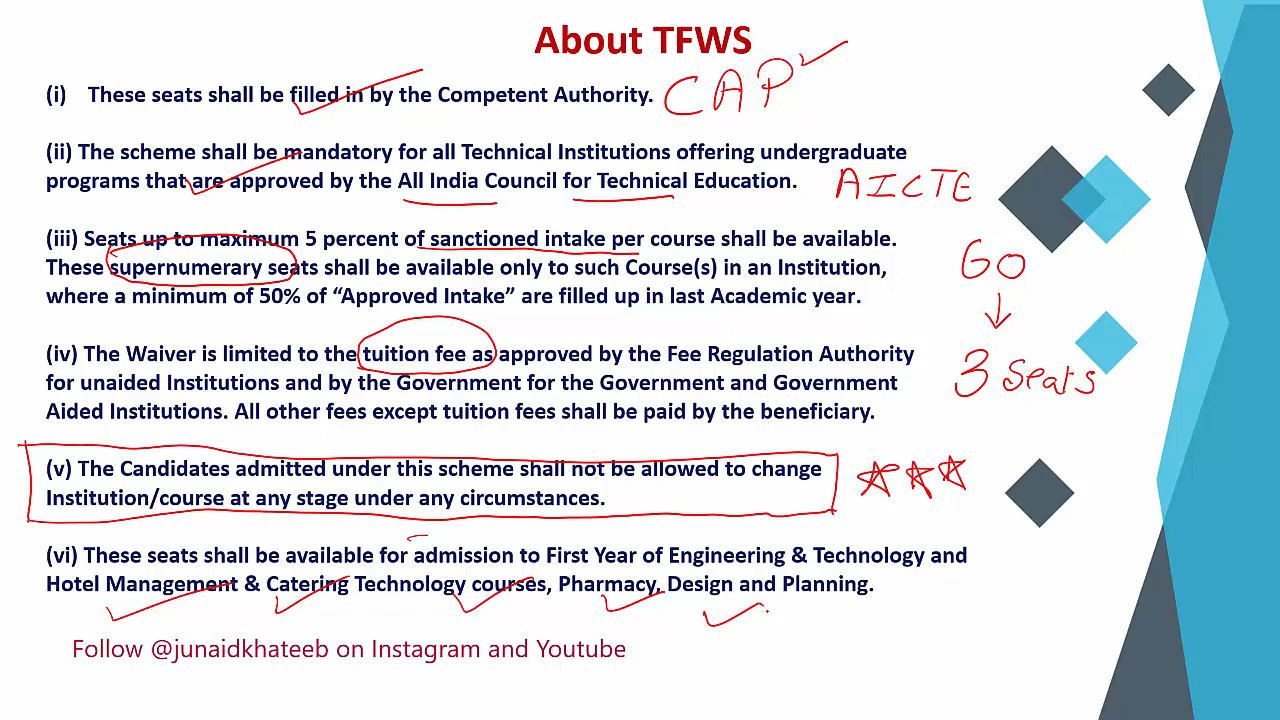 About TFWS
(i) These seats shall be filled in by the Competent Authority. CAP
(ii) The scheme shall be mandatory for all Technical Institutions offering undergraduate
programs that are approved by the All India Council for Technical Education. AICTE
(iii) Seats up to maximum 5 percent of sanctioned intake per course shall be available.
These supernumerary seats shall be available only to such Course(s) in an Institution,
where a minimum of 50% of “Approved Intake” are filled up in last Academic year.
60
3 Seats
(iv) The Waiver is limited to the tuition fee as approved by the Fee Regulation Authority
for unaided Institutions and by the Government for the Government and Government
Aided Institutions. All other fees except tuition fees shall be paid by the beneficiary.
(v) The Candidates admitted under this scheme shall not be allowed to change
Institution/course at any stage under any circumstances.
(vi) These seats shall be available for admission to First Year of Engineering & Technology and
Hotel Management & Catering Technology courses, Pharmacy, Design and Planning.
Follow @junaidkhateeb on Instagram and Youtube